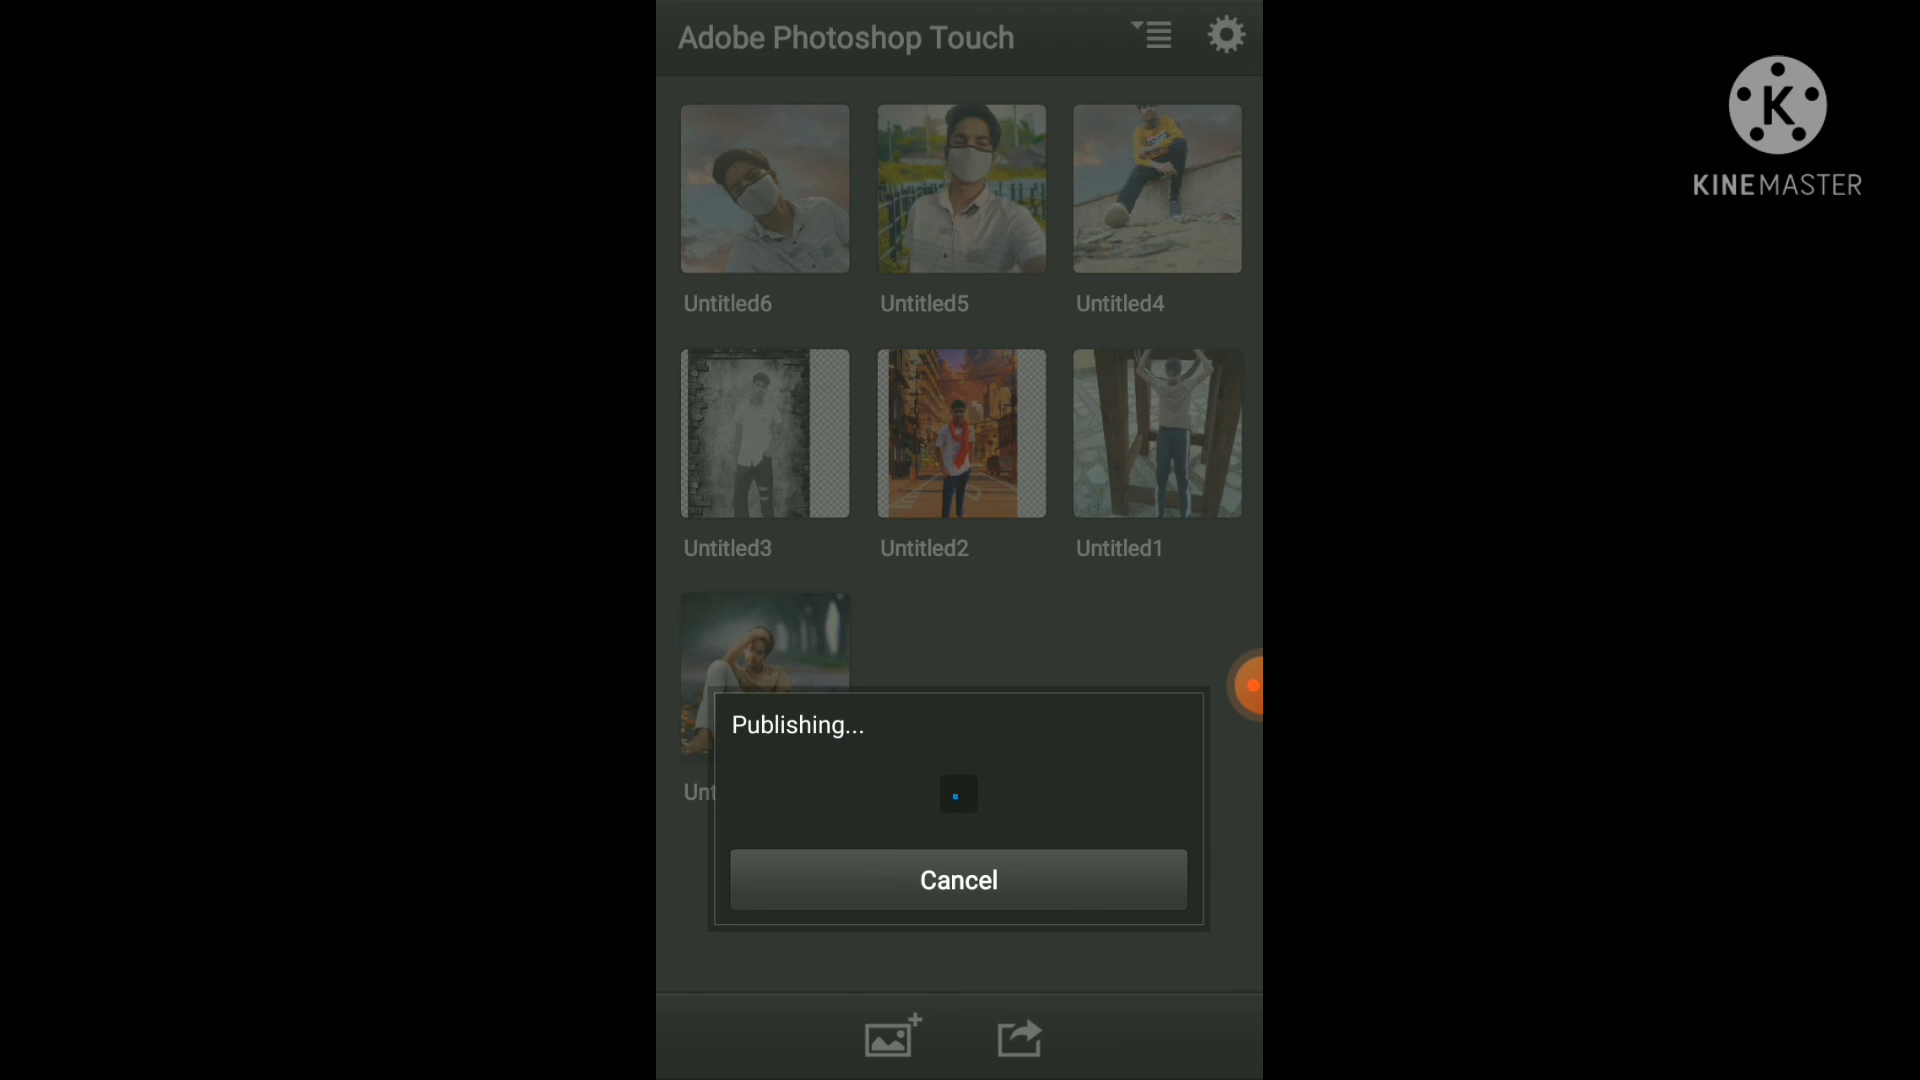 Adobe Photoshop Touch
KINEMASTER
Untitled6
Untitled5
Untitled4
Untitled3
Untitled2
Untitled1
Publishing...
Unt
Cancel